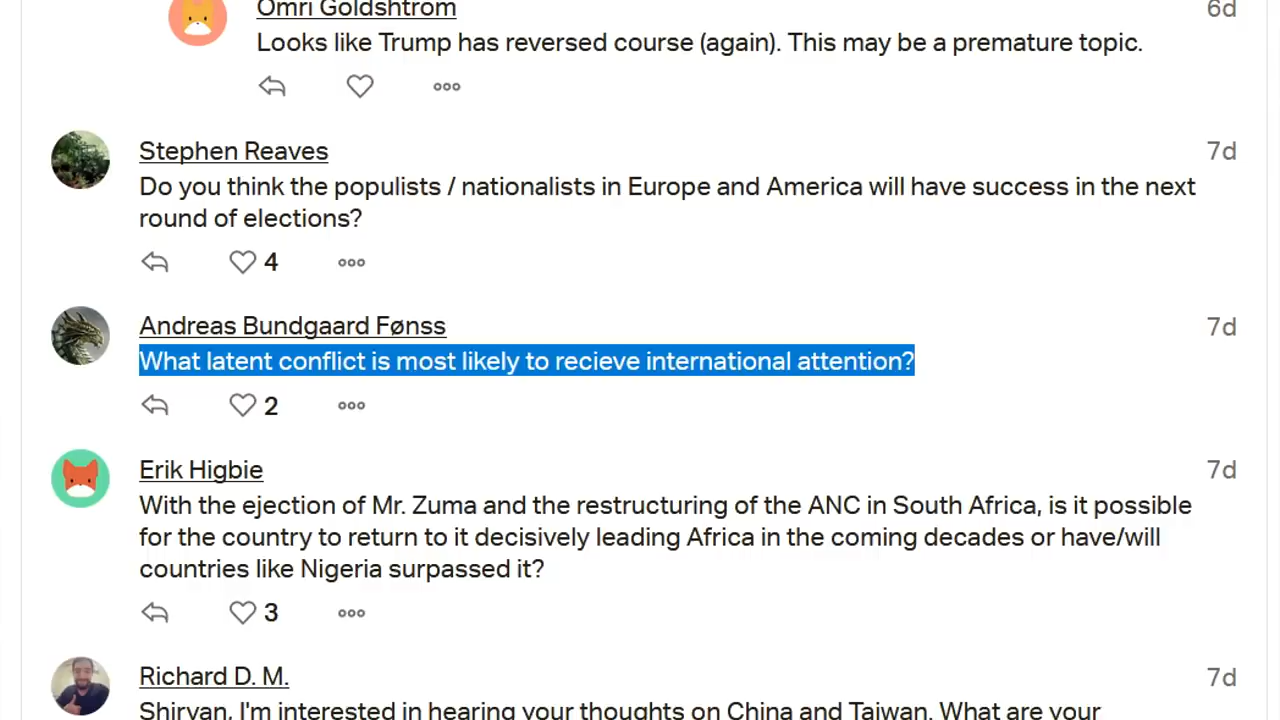 Omri Goldshtrom
6d
Looks like Trump has reversed course (again). This may be a premature topic.
Stephen Reaves
7d
Do you think the populists / nationalists in Europe and America will have success in the next
round of elections?
4
Andreas Bundgaard Fønss
7d
What latent conflict is most likely to recieve international attention?
2
Erik Higbie
7d
With the ejection of Mr. Zuma and the restructuring of the ANC in South Africa, is it possible
for the country to return to it decisively leading Africa in the coming decades or have/will
countries like Nigeria surpassed it?
3
Richard D. M.
7d
Shirvan, I'm interested in hearing your thoughts on China and Taiwan. What are your